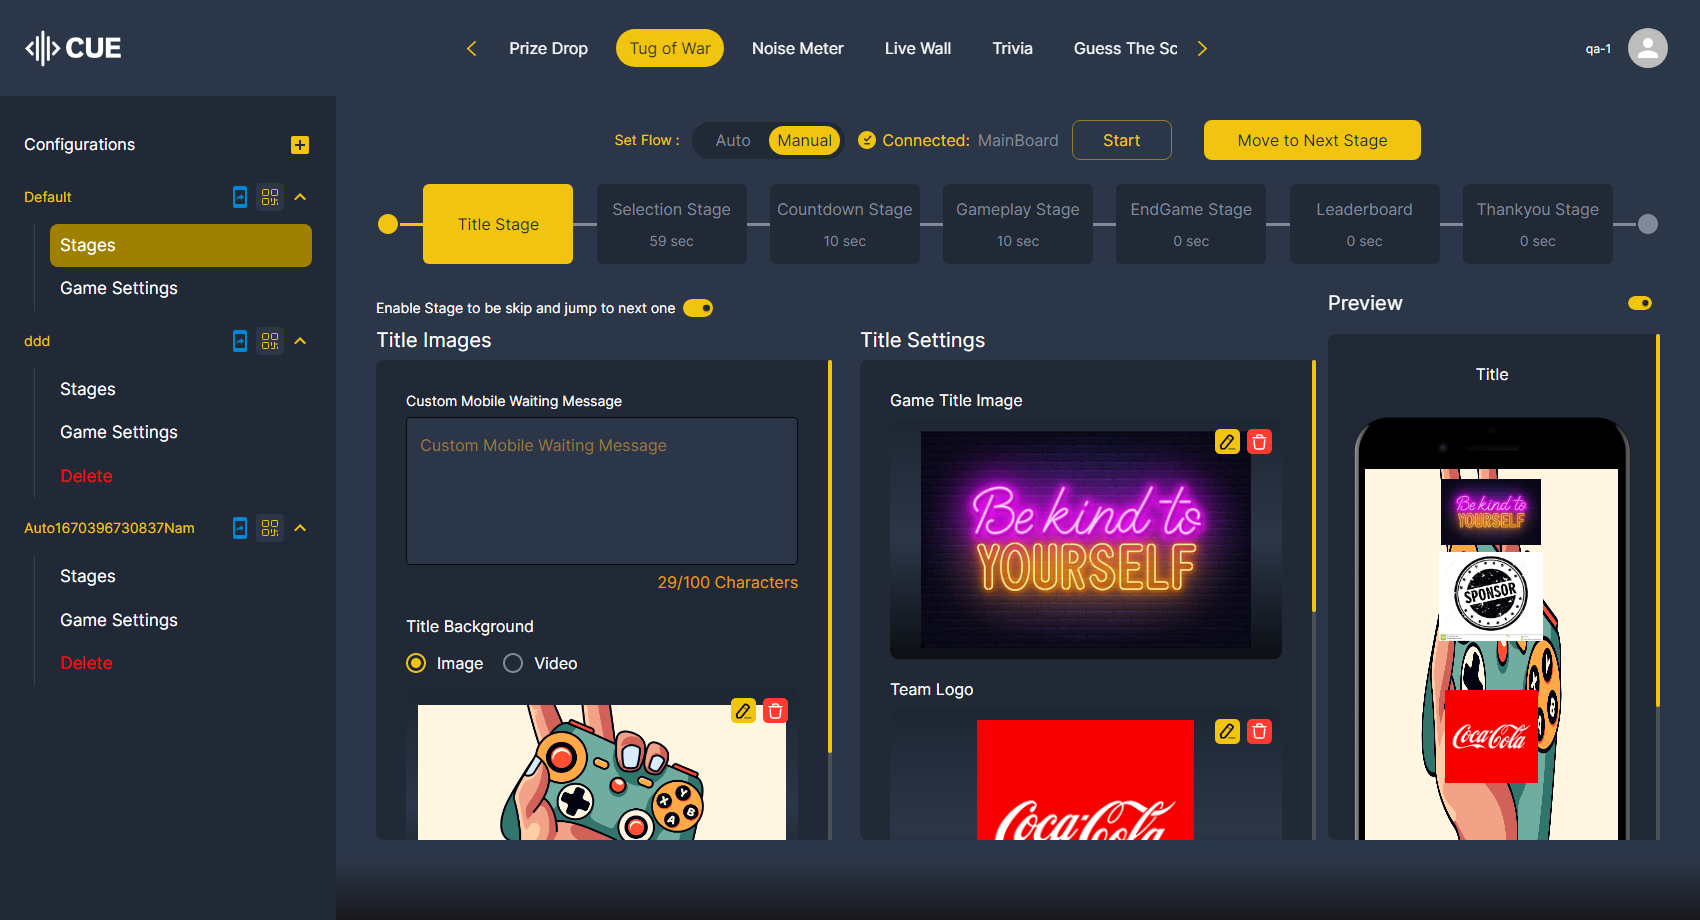 CUE
Prize Drop
Tug of War
Noise Meter
Live Wall
Trivia
Guess The Sc
qa-1
Configurations
Default
Stages
Game Settings
ddd
Stages
Game Settings
Delete
Auto1670396730837Nam
Stages
Game Settings
Delete
Set Flow :
Auto
Manual
Connected: MainBoard
Start
Move to Next Stage
Title Stage
Selection Stage
59 sec
Countdown Stage
10 sec
Gameplay Stage
10 sec
EndGame Stage
0 sec
Leaderboard
0 sec
Thankyou Stage
0 sec
Enable Stage to be skip and jump to next one
Title Images
Custom Mobile Waiting Message
Custom Mobile Waiting Message
29/100 Characters
Title Background
Image
Video
X
Y
A
B
Title Settings
Game Title Image
Be kind to
YOURSELF
Team Logo
Coca-Cola
Preview
Title
Be kind to
YOURSELF
SPONSOR
Coca-Cola